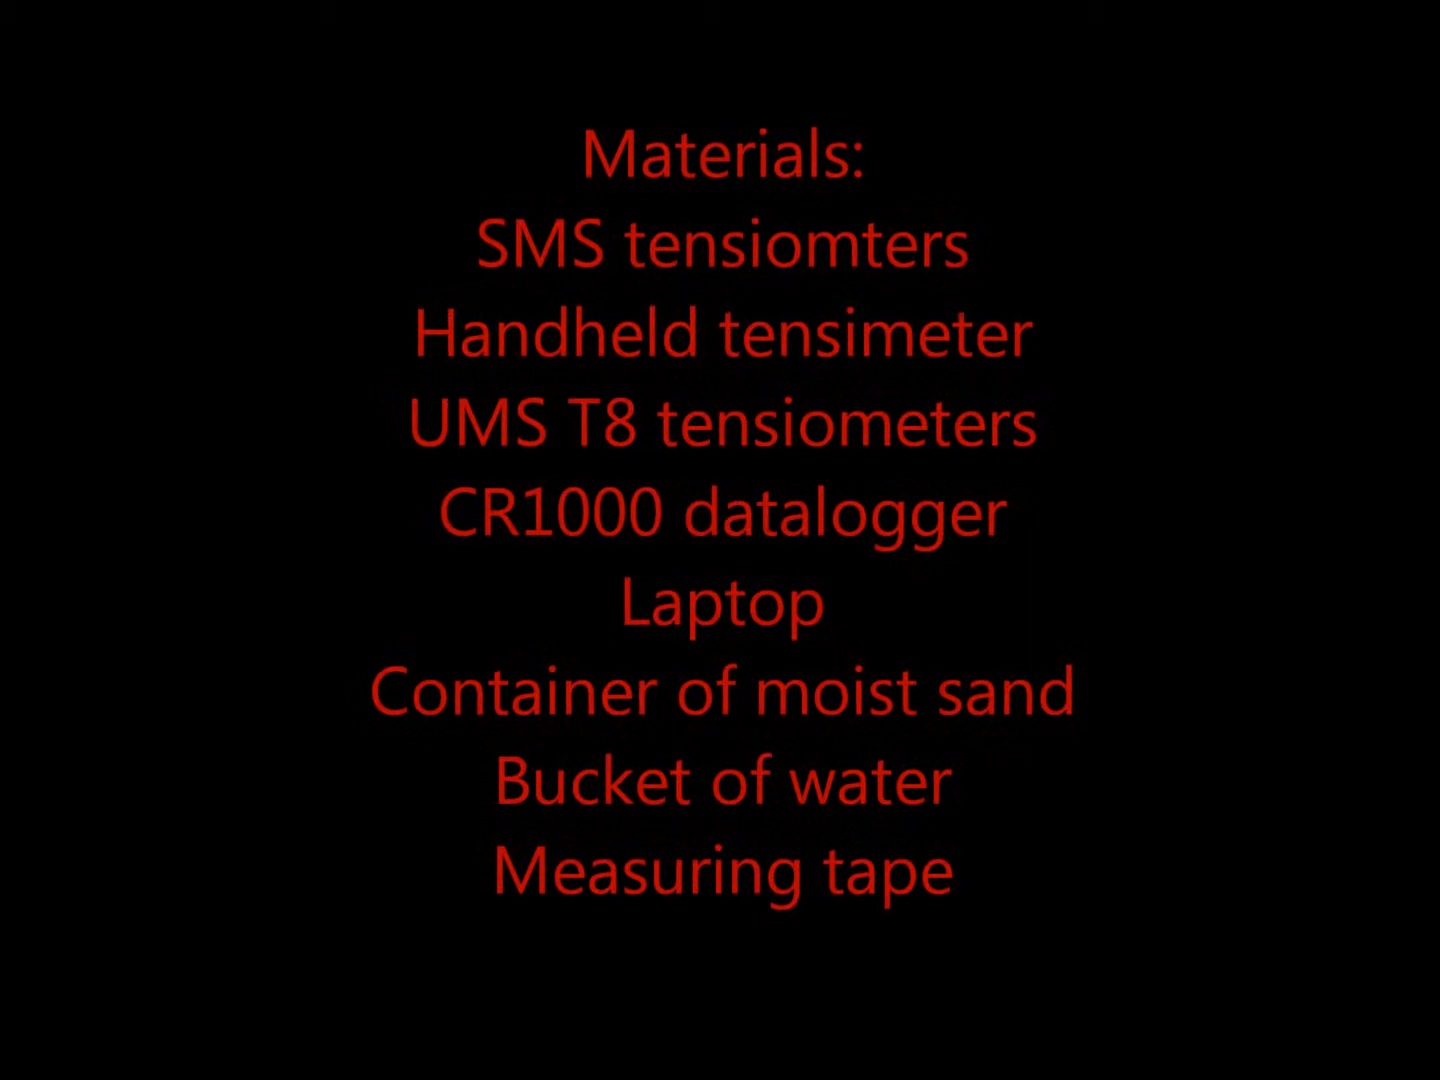 Materials:
SMS tensiomters
Handheld tensimeter
UMS T8 tensiometers
CR1000 datalogger
Laptop
Container of moist sand
Bucket of water
Measuring tape